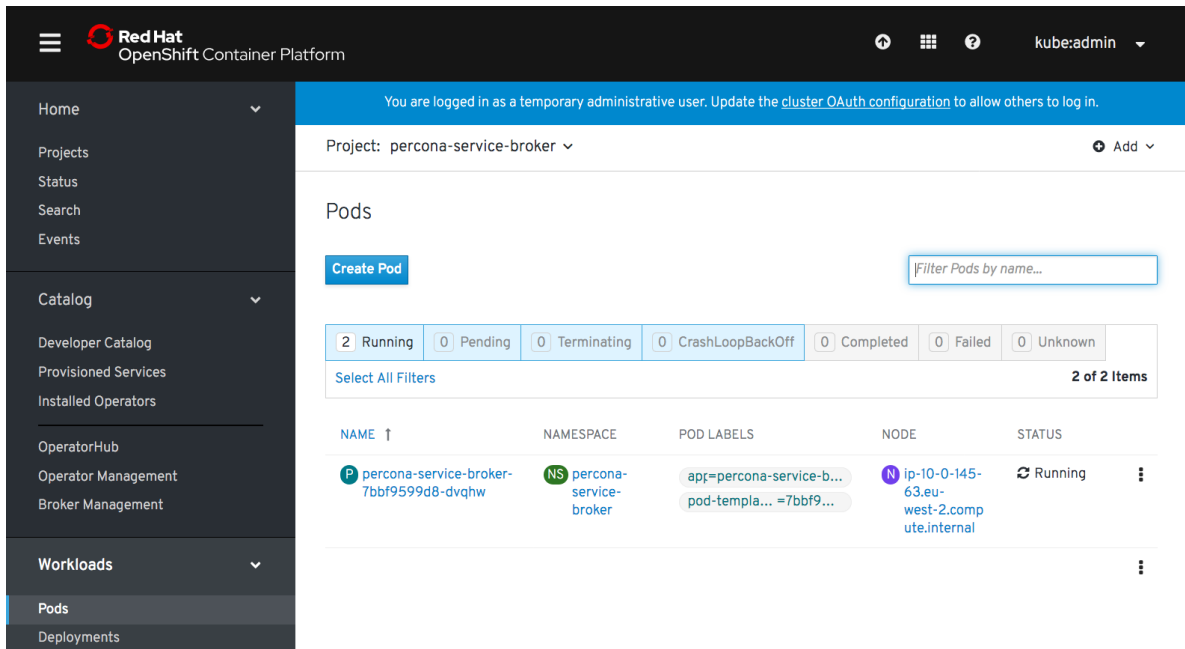 Red Hat
OpenShift Container Platform
kube:admin
Home
You are logged in as a temporary administrative user. Update the cluster OAuth configuration to allow others to log in.
Projects
Status
Search
Events
Project: percona-service-broker
Add
Pods
Create Pod
Filter Pods by name...
Catalog
Developer Catalog
Provisioned Services
Installed Operators
OperatorHub
Operator Management
Broker Management
2 Running
0 Pending
0 Terminating
0 CrashLoopBackOff
0 Completed
0 Failed
0 Unknown
Select All Filters
2 of 2 Items
NAME
NAMESPACE
POD LABELS
NODE
STATUS
P percona-service-broker-
7bbf9599d8-dvqhw
NS percona-
service-
broker
app=percona-service-b...
pod-templa... =7bbf9...
N ip-10-0-145-
63.eu-
west-2.comp
ute.internal
Running
Workloads
Pods
Deployments